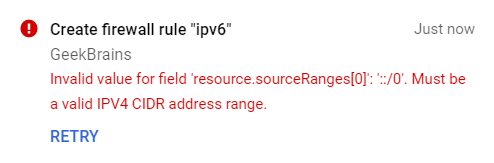 Create firewall rule "ipv6"
Just now
GeekBrains
Invalid value for field 'resource.sourceRanges[0]': '::/0'. Must be
a valid IPV4 CIDR address range.
RETRY